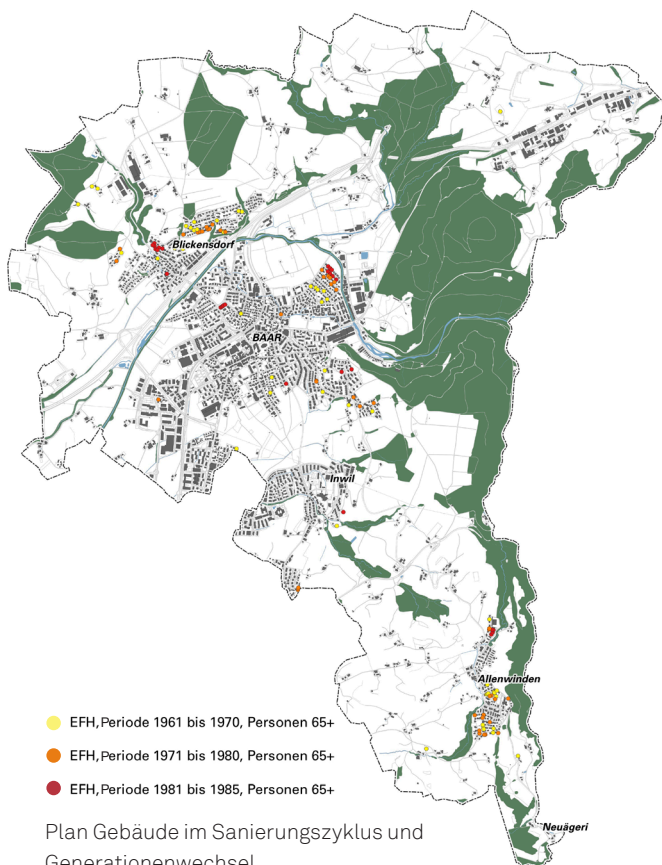 Blickensdorf
BAAR
Inwil
Allenwinden
Neuägeri
EFH, Periode 1961 bis 1970, Personen 65+
EFH, Periode 1971 bis 1980, Personen 65+
EFH, Periode 1981 bis 1985, Personen 65+
Plan Gebäude im Sanierungszyklus und
Generationenwechsel